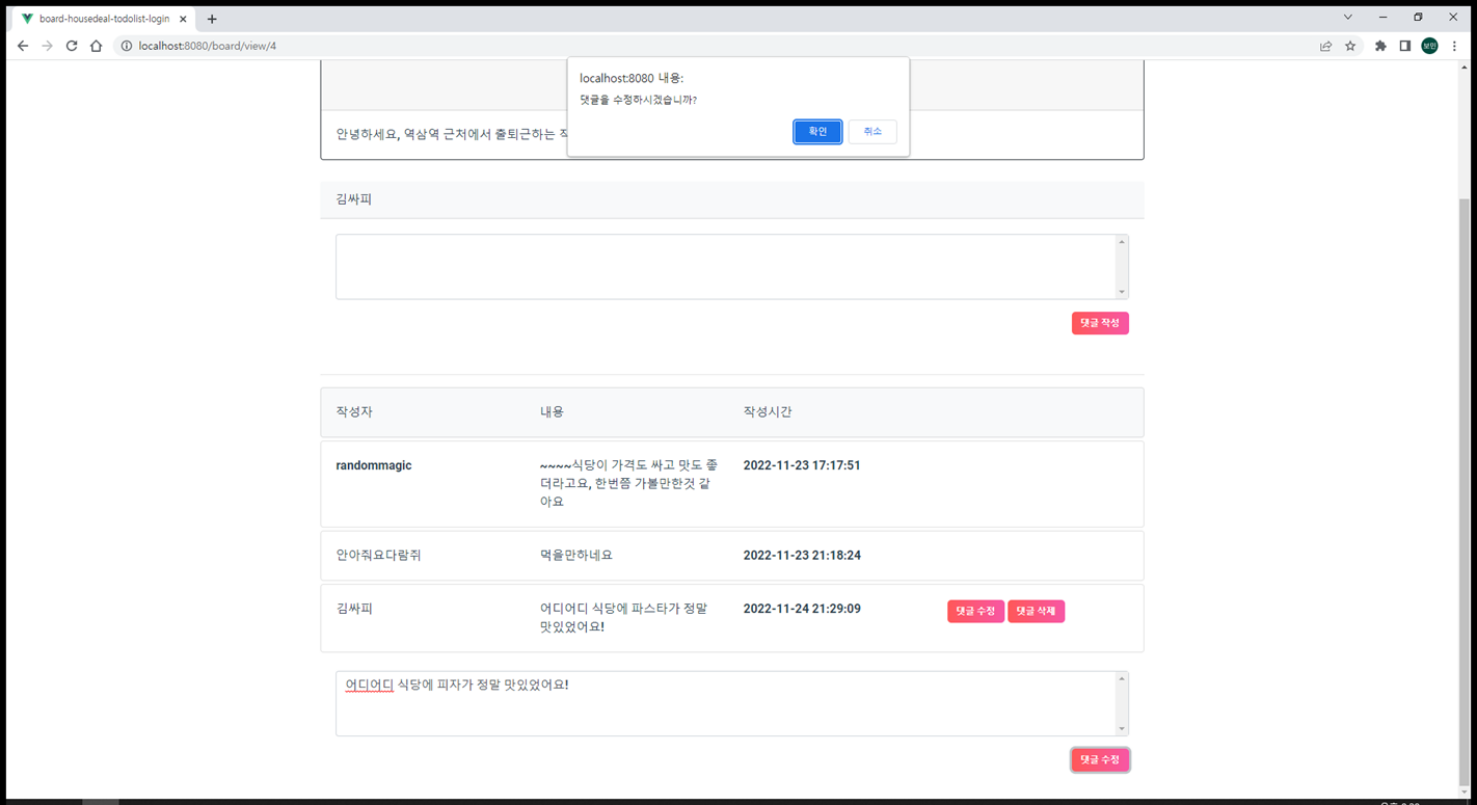 board-housedeal-todolist-login
localhost:8080/board/view/4
보민
localhost:8080 내용:
댓글을 수정하시겠습니까?
확인 취소
안녕하세요, 역삼역 근처에서 출퇴근하는
김싸피
댓글 작성
작성자 내용 작성시간
randommagic ~~~~식당이 가격도 싸고 맛도 좋 2022-11-23 17:17:51
더라고요, 한번쯤 가볼만한것 같
아요
안아줘요다람쥐 먹을만하네요 2022-11-23 21:18:24
김싸피 어디어디 식당에 파스타가 정말 2022-11-24 21:29:09 댓글 수정 댓글 삭제
맛있었어요!
어디어디 식당에 피자가 정말 맛있었어요!
댓글 수정